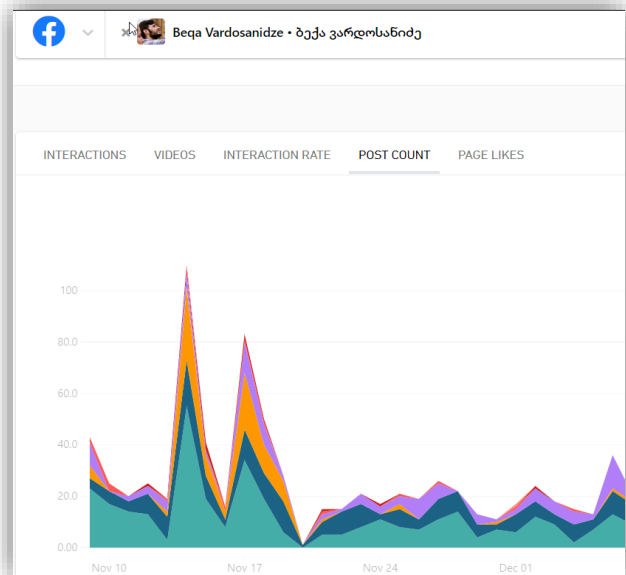 Beqa Vardosanidze • ბექა ვარდოსანიძე
INTERACTIONS VIDEOS INTERACTION RATE POST COUNT PAGE LIKES
100
80.0
60.0
40.0
20.0
0.00
Nov 10 Nov 17 Nov 24 Dec 01